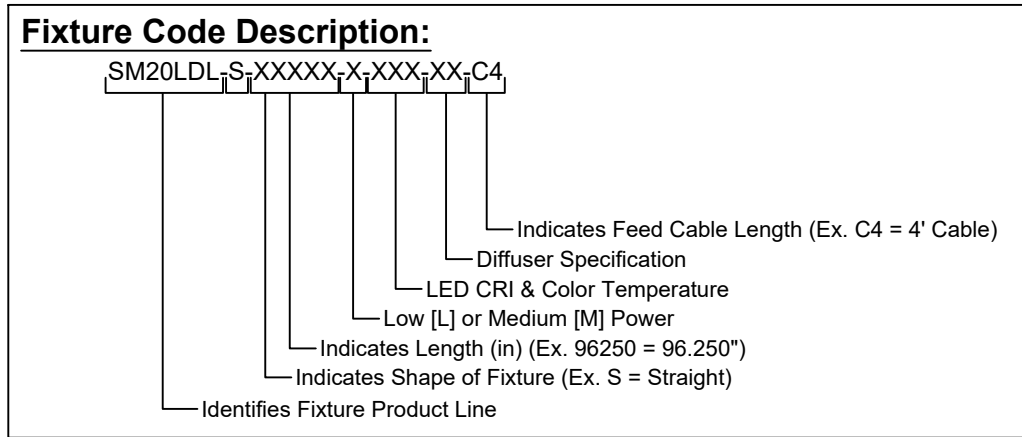 Fixture Code Description:
SM20LDL-S-XXXXX-X-XXX-XX-C4
Indicates Feed Cable Length (Ex. C4 = 4' Cable)
Diffuser Specification
LED CRI & Color Temperature
Low [L] or Medium [M] Power
Indicates Length (in) (Ex. 96250 = 96.250")
Indicates Shape of Fixture (Ex. S = Straight)
Identifies Fixture Product Line